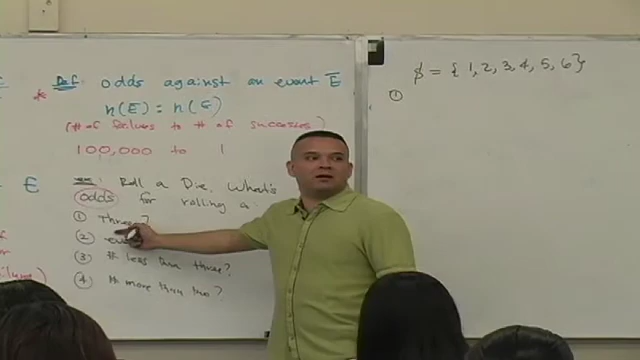 * Def: odds against an event E
n(E) = n(E)
(# of failures to # of successes)
100,000 to 1
E
ex: Roll a Die. What's
odds for rolling a:
① Three?
②
③ # less than three?
④ # more than two?
$ = { 1, 2, 3, 4, 5, 6 }
①